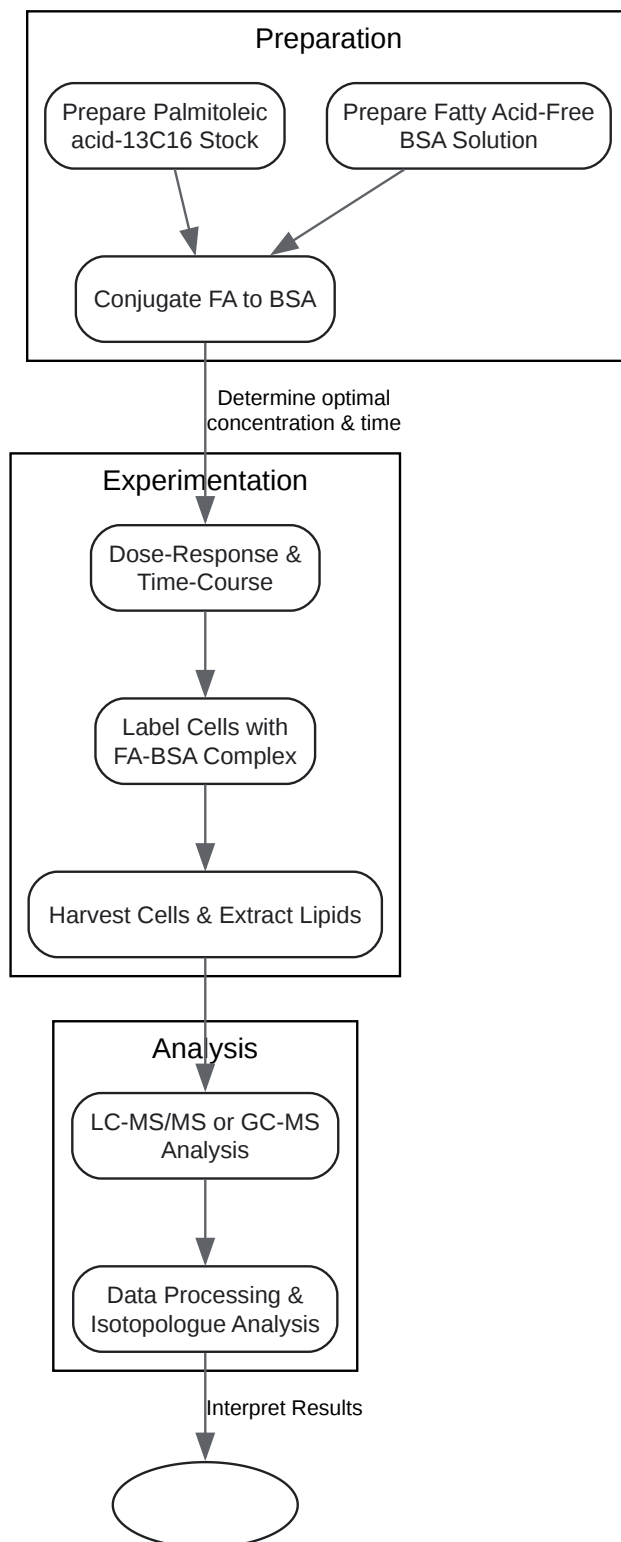 Preparation
Prepare Palmitoleic
acid-13C16 Stock
Prepare Fatty Acid-Free
BSA Solution
Conjugate FA to BSA
Determine optimal
concentration & time
Experimentation
Dose-Response &
Time-Course
Label Cells with
FA-BSA Complex
Harvest Cells & Extract Lipids
Analysis
LC-MS/MS or GC-MS
Analysis
Data Processing &
Isotopologue Analysis
Interpret Results